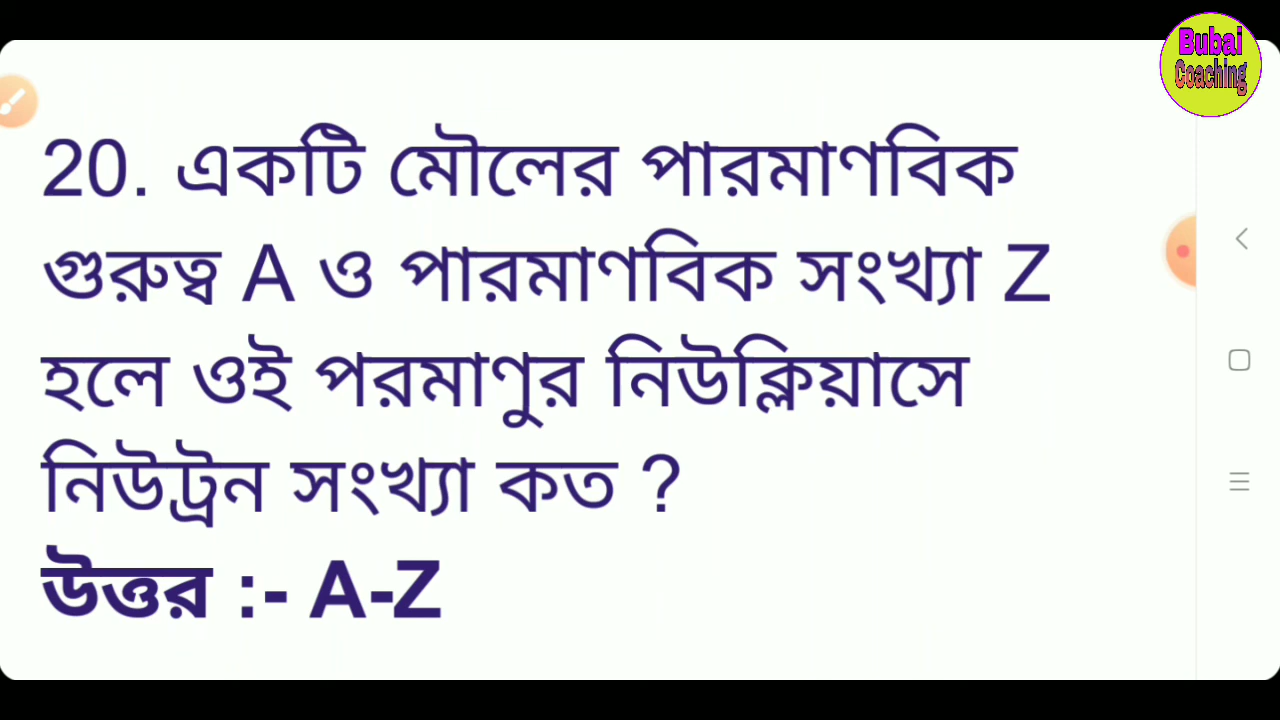 Bubai
Coaching
20. একটি মৌলের পারমাণবিক
গুরুত্ব A ও পারমাণবিক সংখ্যা Z
হলে ওই পরমাণুর নিউক্লিয়াসে
নিউট্রন সংখ্যা কত ?
উত্তর :- A-Z